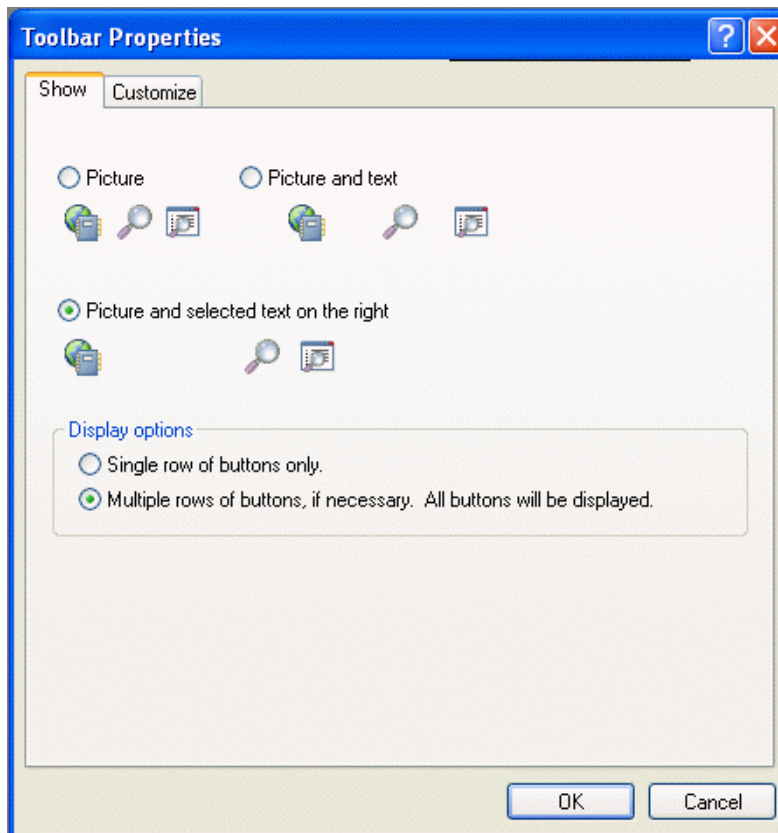 Toolbar Properties
?
Show Customize
Picture Picture and text
Picture and selected text on the right
Display options
Single row of buttons only.
Multiple rows of buttons, if necessary. All buttons will be displayed.
OK Cancel